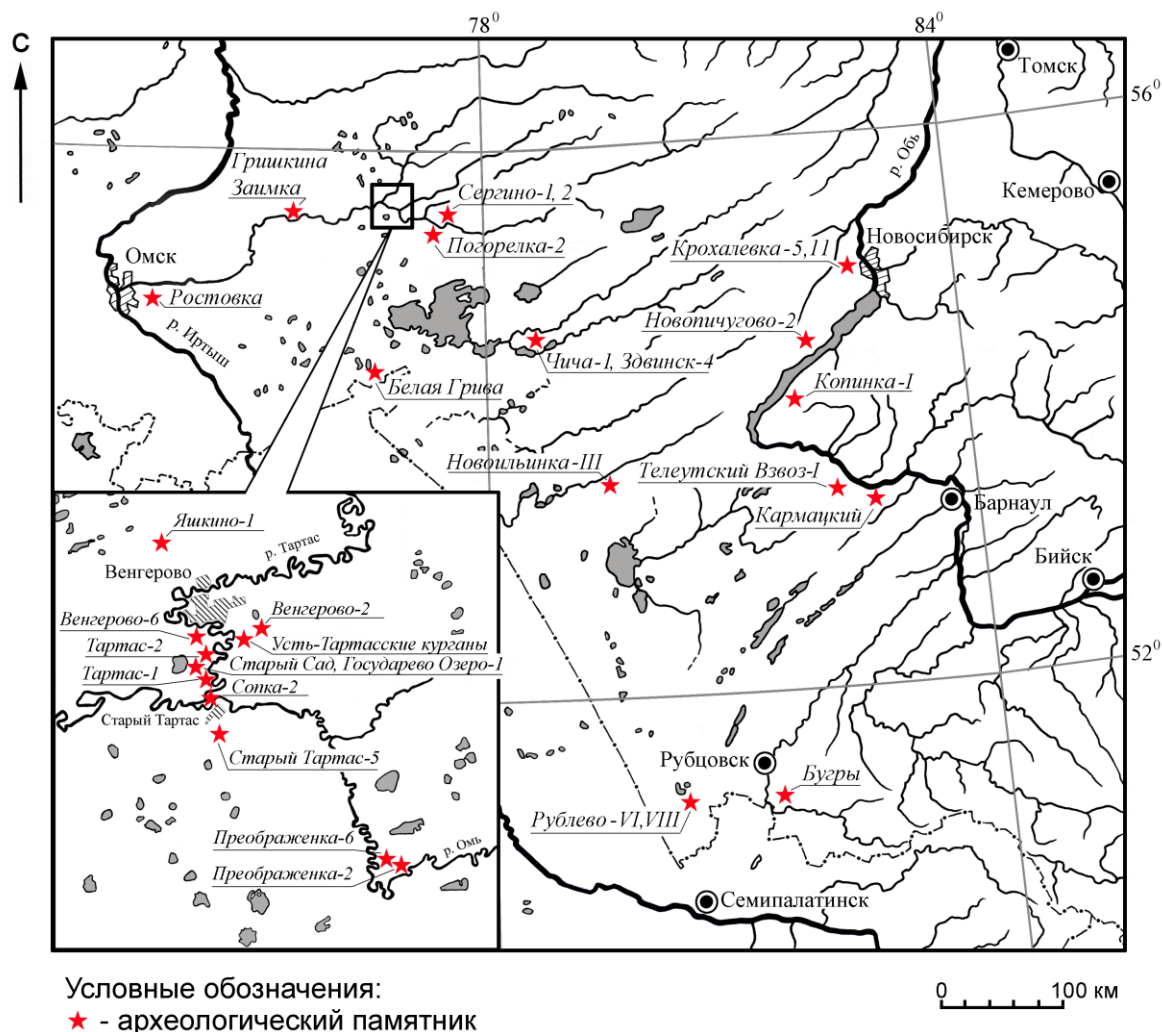 78⁰
84⁰
С
Томск
56⁰
р. Обь
Гришкина
Заимка
Кемерово
Сергино-1, 2
Погорелка-2
Новосибирск
Крохалевка-5,11
Омск
Ростовка
р. Иртыш
Новопичугово-2
Чича-1, Здвинск-4
Белая Грива
Копинка-I
Новоильинка-III
Телеутский Взвоз-I
Кармацкий
Барнаул
Бийск
Яшкино-1
р. Тартас
Венгерово
Венгерово-2
Венгерово-6
Усть-Тартасские курганы
Тартас-2
Старый Сад, Государево Озеро-1
Тартас-1
Сопка-2
Старый Тартас
Старый Тартас-5
52⁰
Рубцовск
Бугры
Рублево -VI,VIII
Преображенка-6
р. Омь
Преображенка-2
Семипалатинск
Условные обозначения:
- археологический памятник
0 100 км